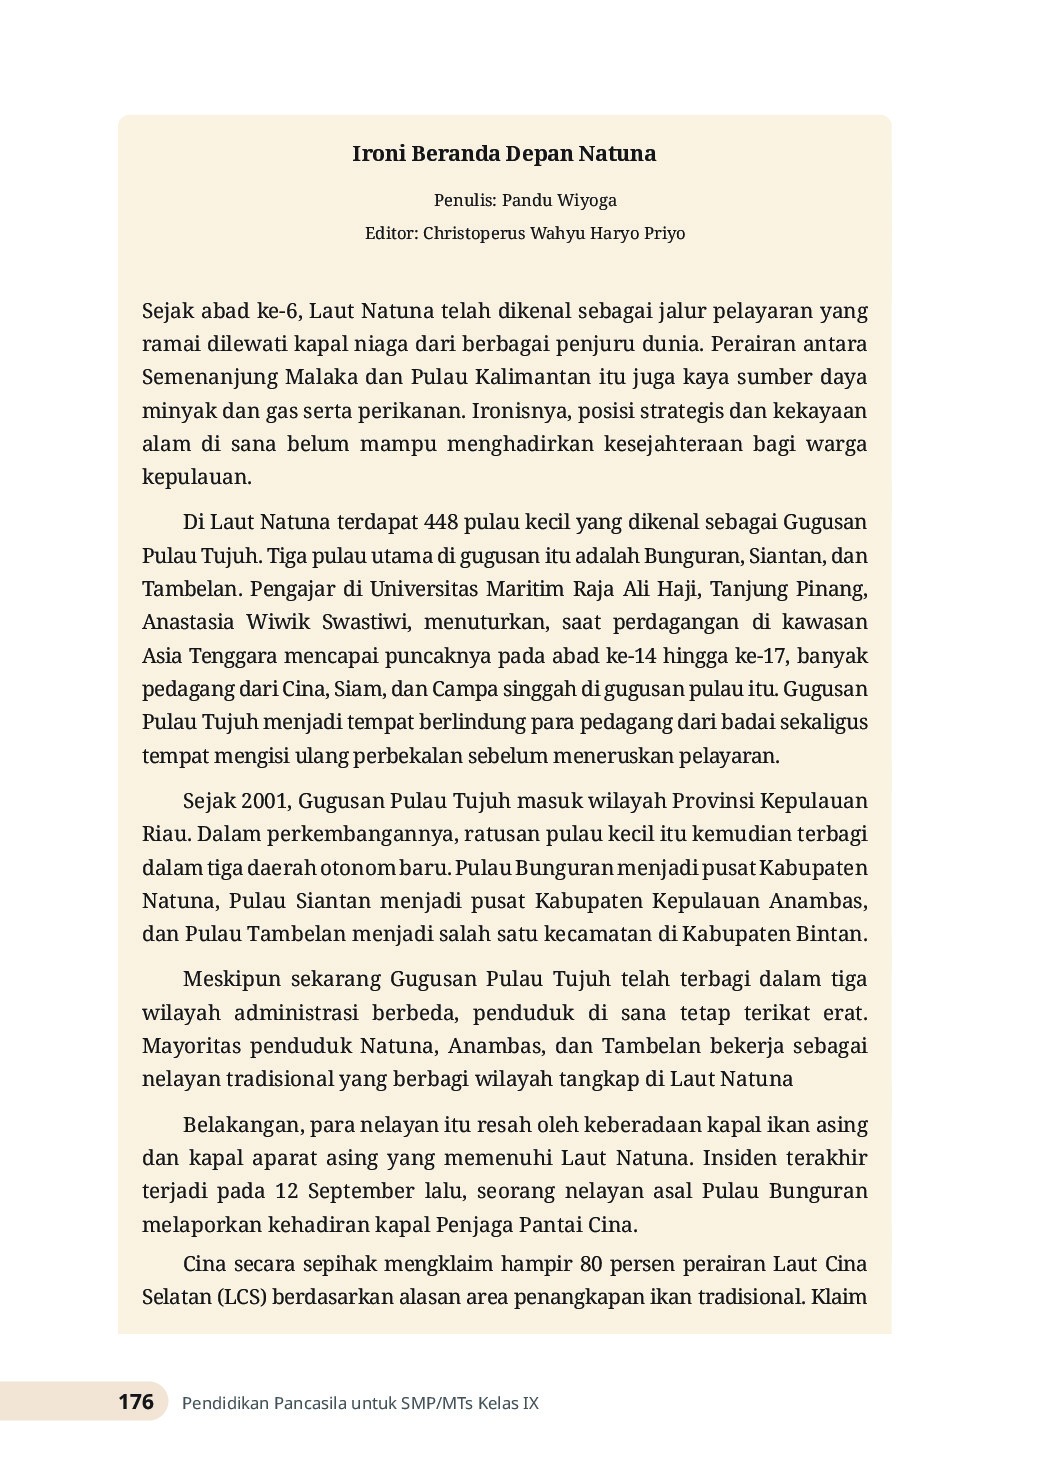 Ironi Beranda Depan Natuna
Penulis: Pandu Wiyoga
Editor: Christoperus Wahyu Haryo Priyo
Sejak abad ke-6, Laut Natuna telah dikenal sebagai jalur pelayaran yang
ramai dilewati kapal niaga dari berbagai penjuru dunia. Perairan antara
Semenanjung Malaka dan Pulau Kalimantan itu juga kaya sumber daya
minyak dan gas serta perikanan. Ironisnya, posisi strategis dan kekayaan
alam di sana belum mampu menghadirkan kesejahteraan bagi warga
kepulauan.
Di Laut Natuna terdapat 448 pulau kecil yang dikenal sebagai Gugusan
Pulau Tujuh. Tiga pulau utama di gugusan itu adalah Bunguran, Siantan, dan
Tambelan. Pengajar di Universitas Maritim Raja Ali Haji, Tanjung Pinang,
Anastasia Wiwik Swastiwi, menuturkan, saat perdagangan di kawasan
Asia Tenggara mencapai puncaknya pada abad ke-14 hingga ke-17, banyak
pedagang dari Cina, Siam, dan Campa singgah di gugusan pulau itu. Gugusan
Pulau Tujuh menjadi tempat berlindung para pedagang dari badai sekaligus
tempat mengisi ulang perbekalan sebelum meneruskan pelayaran.
Sejak 2001, Gugusan Pulau Tujuh masuk wilayah Provinsi Kepulauan
Riau. Dalam perkembangannya, ratusan pulau kecil itu kemudian terbagi
dalam tiga daerah otonom baru. Pulau Bunguran menjadi pusat Kabupaten
Natuna, Pulau Siantan menjadi pusat Kabupaten Kepulauan Anambas,
dan Pulau Tambelan menjadi salah satu kecamatan di Kabupaten Bintan.
Meskipun sekarang Gugusan Pulau Tujuh telah terbagi dalam tiga
wilayah administrasi berbeda, penduduk di sana tetap terikat erat.
Mayoritas penduduk Natuna, Anambas, dan Tambelan bekerja sebagai
nelayan tradisional yang berbagi wilayah tangkap di Laut Natuna
Belakangan, para nelayan itu resah oleh keberadaan kapal ikan asing
dan kapal aparat asing yang memenuhi Laut Natuna. Insiden terakhir
terjadi pada 12 September lalu, seorang nelayan asal Pulau Bunguran
melaporkan kehadiran kapal Penjaga Pantai Cina.
Cina secara sepihak mengklaim hampir 80 persen perairan Laut Cina
Selatan (LCS) berdasarkan alasan area penangkapan ikan tradisional. Klaim
176 Pendidikan Pancasila untuk SMP/MTs Kelas IX